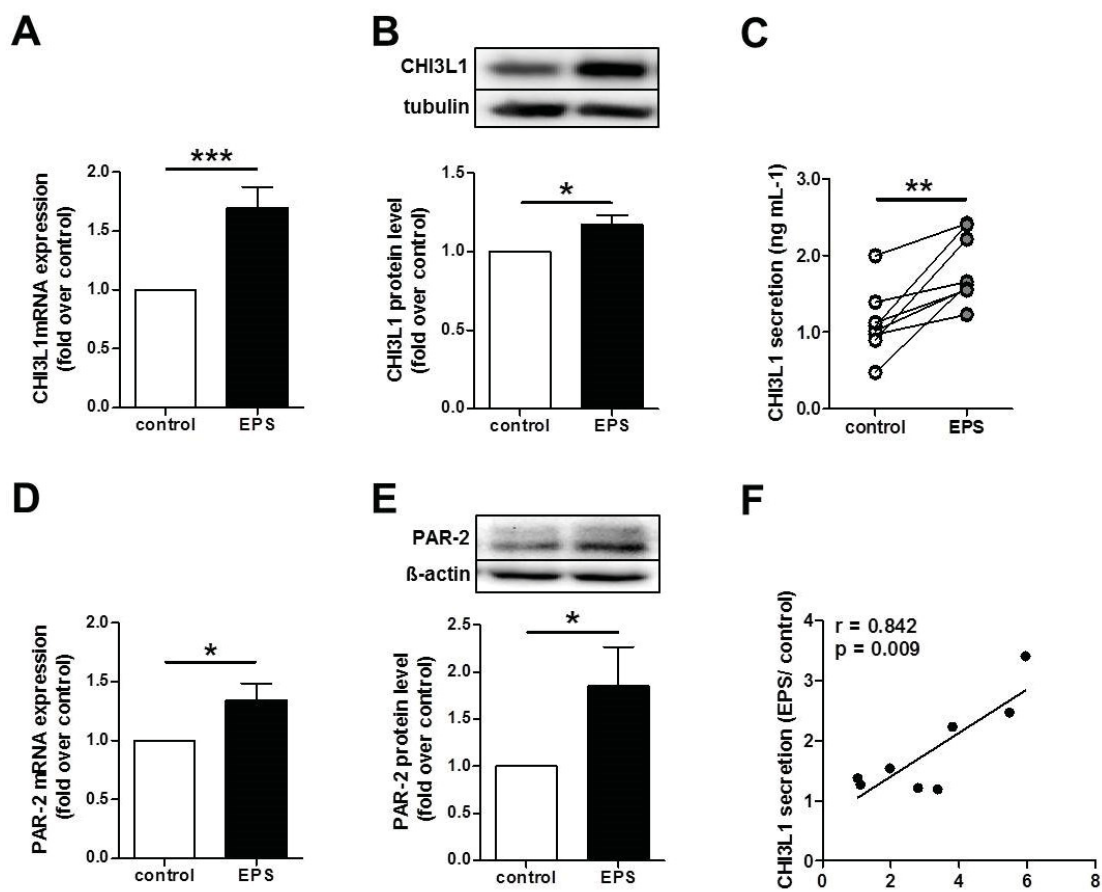 A
***
2.0
1.5
1.0
0.5
0.0
CHI3L1mRNA expression
(fold over control)
control EPS
B
CHI3L1
tubulin
*
1.5
1.0
0.5
0.0
CHI3L1 protein level
(fold over control)
control EPS
C
**
3.0
2.0
1.0
0.0
CHI3L1 secretion (ng mL-1)
control EPS
D
*
2.0
1.5
1.0
0.5
0.0
PAR-2 mRNA expression
(fold over control)
control EPS
E
PAR-2
ß-actin
*
2.5
2.0
1.5
1.0
0.5
0.0
PAR-2 protein level
(fold over control)
control EPS
F
r = 0.842
p = 0.009
4
3
2
1
0
CHI3L1 secretion (EPS/ control)
0 2 4 6 8